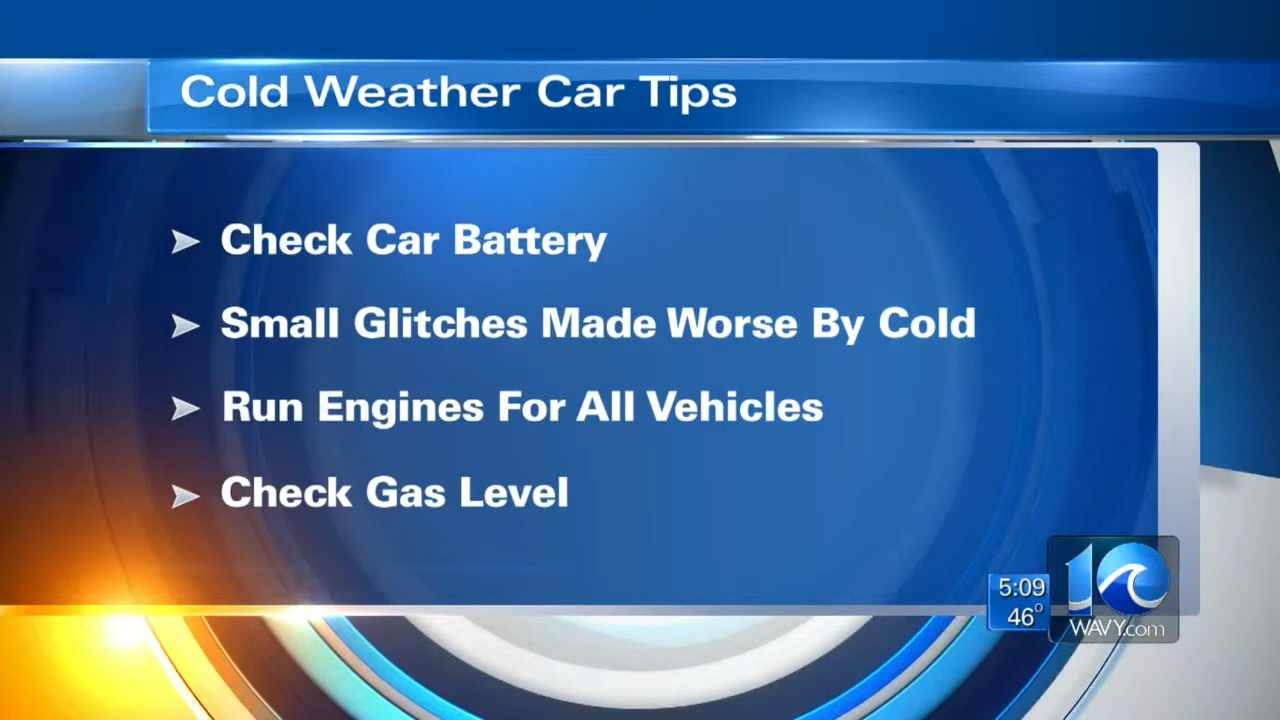 Cold Weather Car Tips
➤ Check Car Battery
➤ Small Glitches Made Worse By Cold
➤ Run Engines For All Vehicles
➤ Check Gas Level
5:09
46°
10
WAVY.com